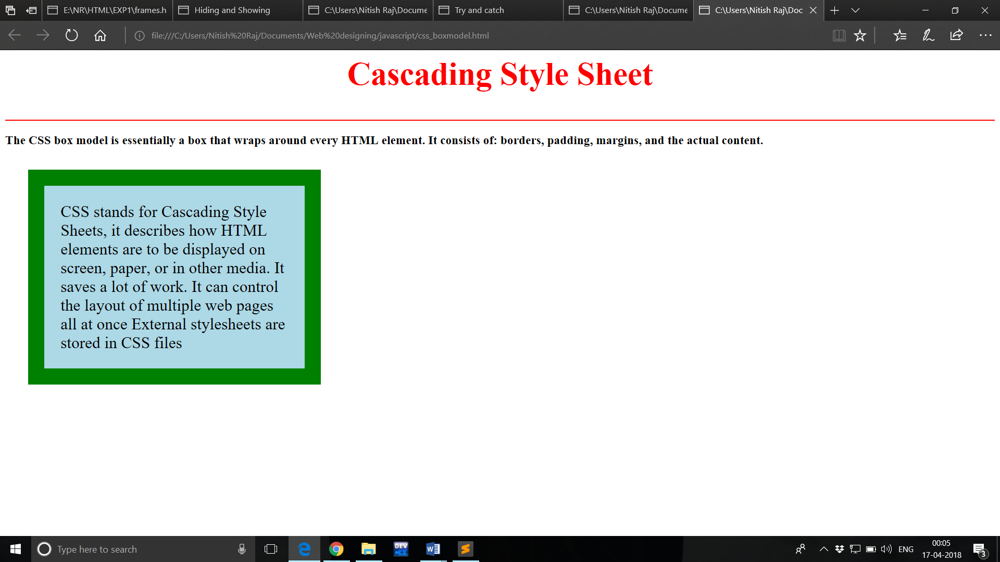 E:\NR\HTML\EXP1\frames.h
Hiding and Showing
C:\Users\Nitish Raj\Docume
Try and catch
C:\Users\Nitish Raj\Docume
C:\Users\Nitish Raj\Doc
file:///C:/Users/Nitish%20Raj/Documents/Web%20designing/javascript/css_boxmodel.html
Cascading Style Sheet
The CSS box model is essentially a box that wraps around every HTML element. It consists of: borders, padding, margins, and the actual content.
CSS stands for Cascading Style
Sheets, it describes how HTML
elements are to be displayed on
screen, paper, or in other media. It
saves a lot of work. It can control
the layout of multiple web pages
all at once External stylesheets are
stored in CSS files
Type here to search
DEV
C++
W
ENG
00:05
17-04-2018
3